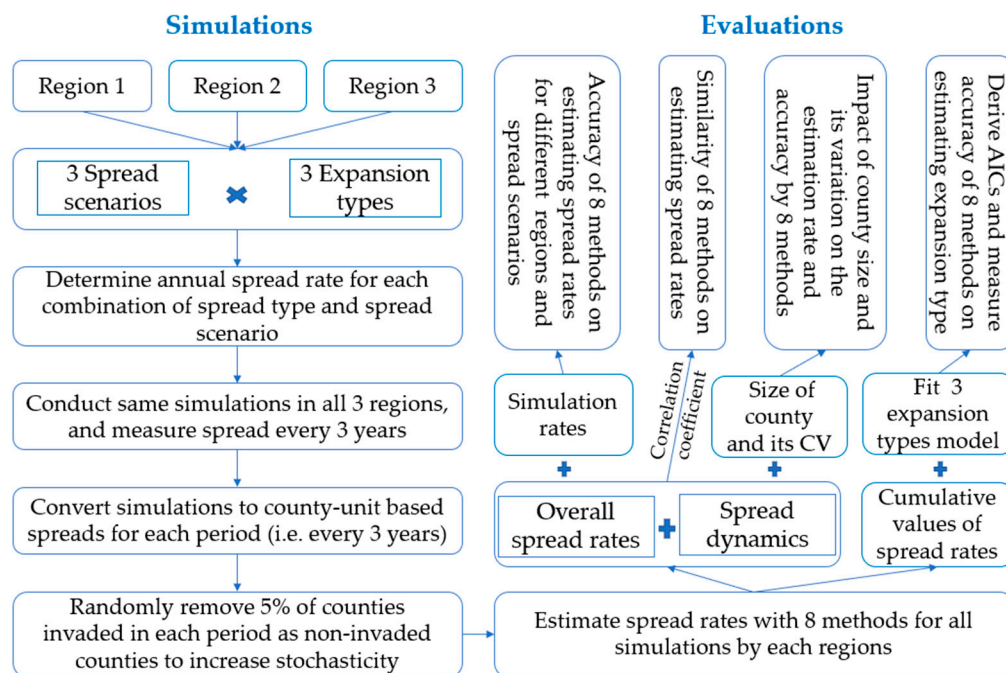 Simulations
Region 1
Region 2
Region 3
3 Spread
scenarios
3 Expansion
types
Determine annual spread rate for each
combination of spread type and spread
scenario
Conduct same simulations in all 3 regions,
and measure spread every 3 years
Convert simulations to county-unit based
spreads for each period (i.e. every 3 years)
Randomly remove 5% of counties
invaded in each period as non-invaded
counties to increase stochasticity
Evaluations
Accuracy of 8 methods on
estimating spread rates
for different regions and
spread scenarios
Similarity of 8 methods on
estimating spread rates
Impact of county size and
its variation on the
estimation rate and
accuracy by 8 methods
Derive AICs and measure
accuracy of 8 methods on
estimating expansion type
Simulation
rates
Correlation
coefficient
Size of
county
and its CV
Fit 3
expansion
types model
Overall
spread rates
Spread
dynamics
Cumulative
values of
spread rates
Estimate spread rates with 8 methods for all
simulations by each regions